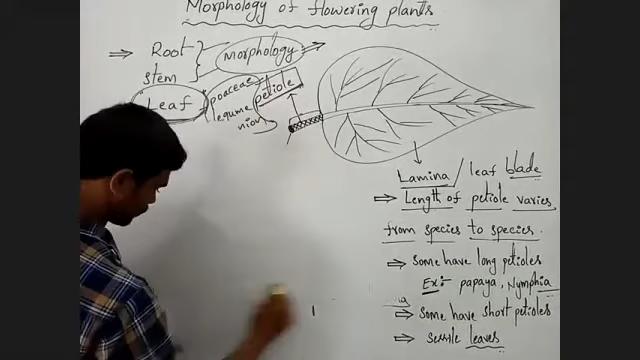 Morphology of flowering plants
⇒ Root
morphology
stem
Leaf
poaceae
legume
petiole
Lamina / leaf blade
⇒ Length of petiole varies
from species to species.
⇒ Some have long petioles
Ex:- papaya, Nymphia
⇒ Some have short petioles
⇒ sessile leaves